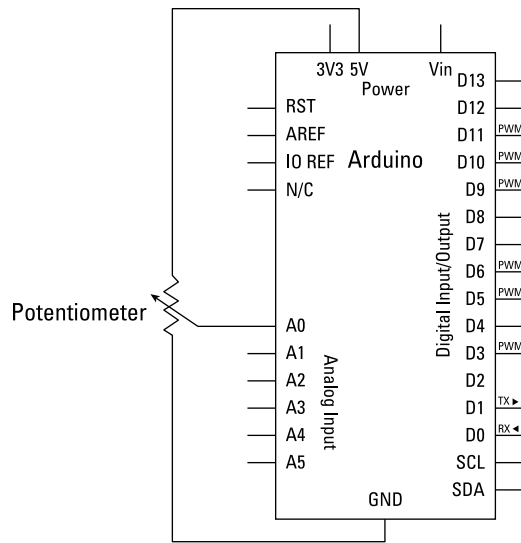 3V3 5V
Vin
Power
RST
AREF
IO REF
N/C
Arduino
D13
D12
D11 PWM
D10 PWM
D9 PWM
D8
D7
D6 PWM
D5 PWM
D4
D3 PWM
D2
D1 TX ►
D0 RX ◄
SCL
SDA
Digital Input/Output
Potentiometer
A0
A1
A2
A3
A4
A5
Analog Input
GND